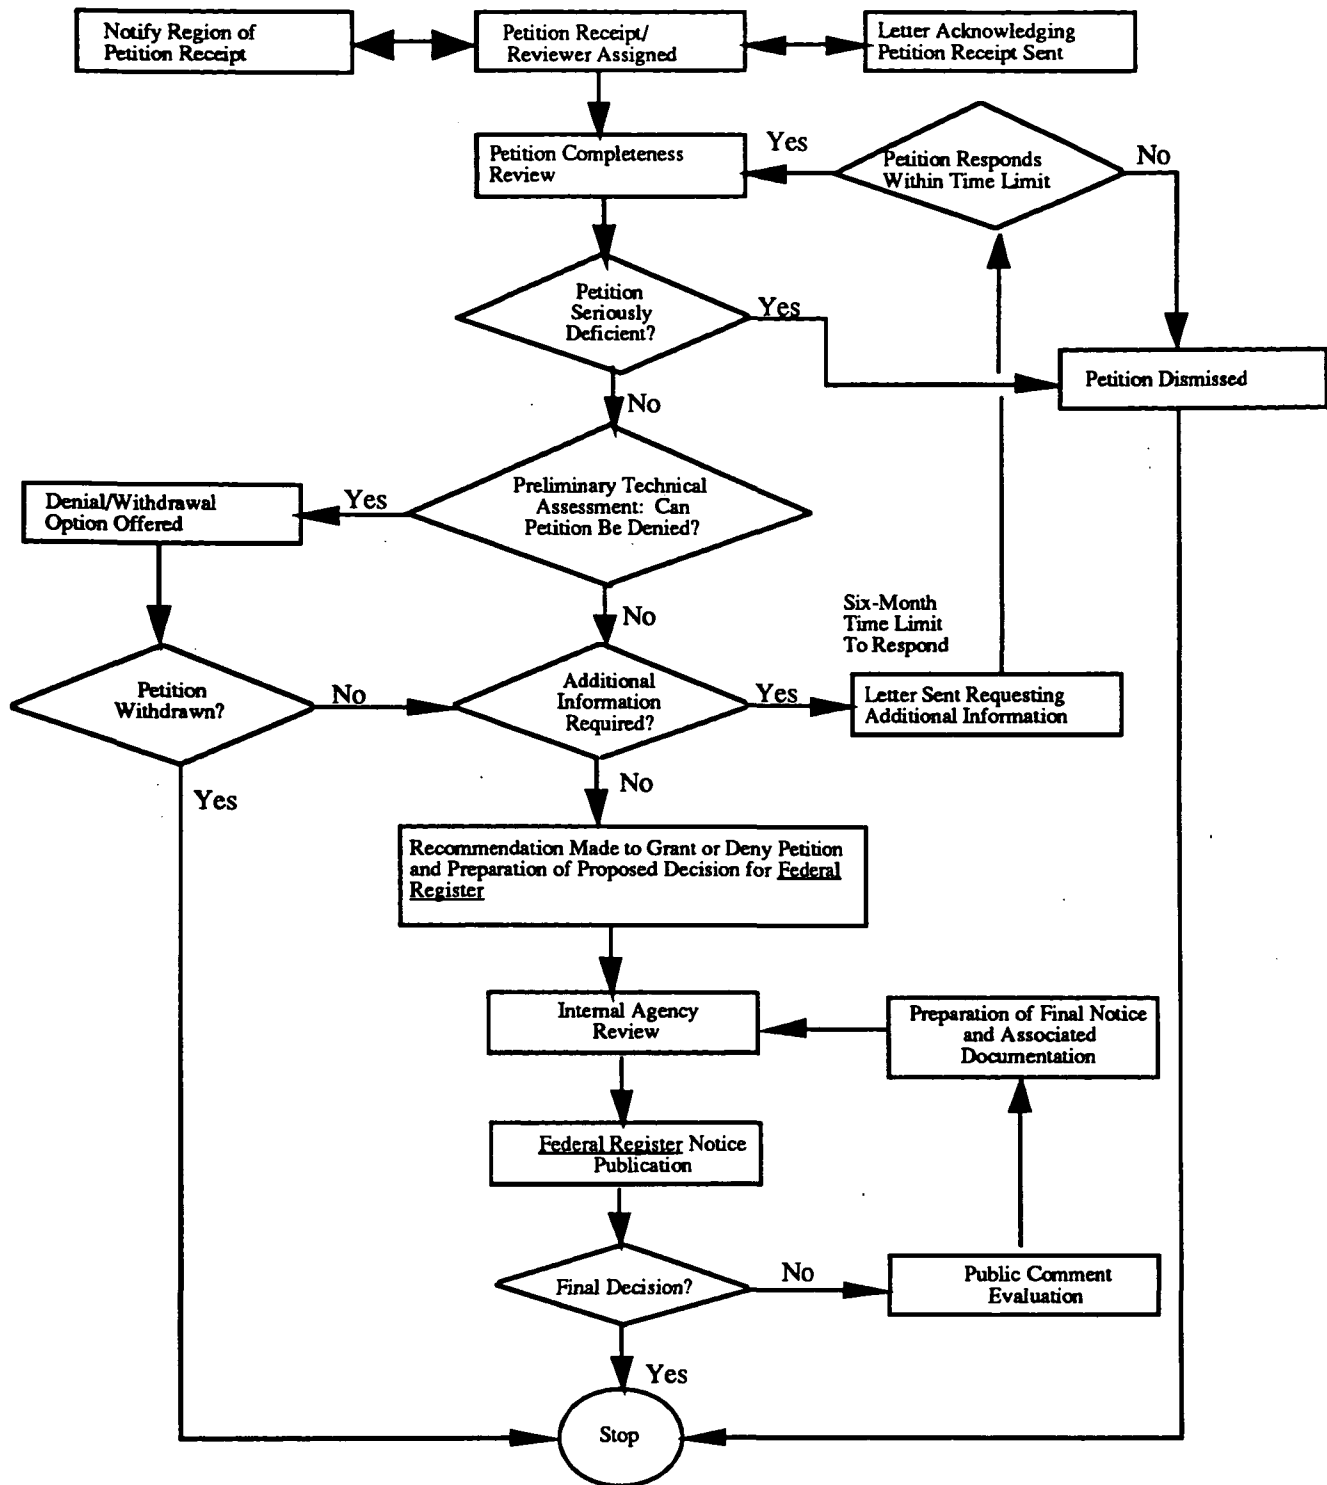 Notify Region of
Petition Receipt
Petition Receipt/
Reviewer Assigned
Letter Acknowledging
Petition Receipt Sent
Petition Completeness
Review
Yes
Petition Responds
Within Time Limit
No
Petition
Seriously
Deficient?
Yes
Petition Dismissed
No
Denial/Withdrawal
Option Offered
Yes
Preliminary Technical
Assessment: Can
Petition Be Denied?
No
Six-Month
Time Limit
To Respond
Petition
Withdrawn?
No
Additional
Information
Required?
Yes
Letter Sent Requesting
Additional Information
Yes
No
Recommendation Made to Grant or Deny Petition
and Preparation of Proposed Decision for Federal
Register
Internal Agency
Review
Preparation of Final Notice
and Associated
Documentation
Federal Register Notice
Publication
Final Decision?
No
Public Comment
Evaluation
Yes
Stop